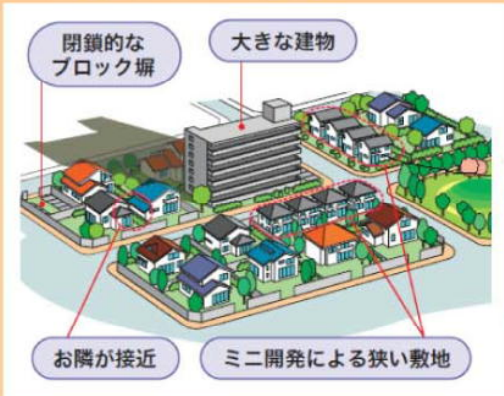 閉鎖的な
ブロック塀
大きな建物
お隣が接近
ミニ開発による狭い敷地